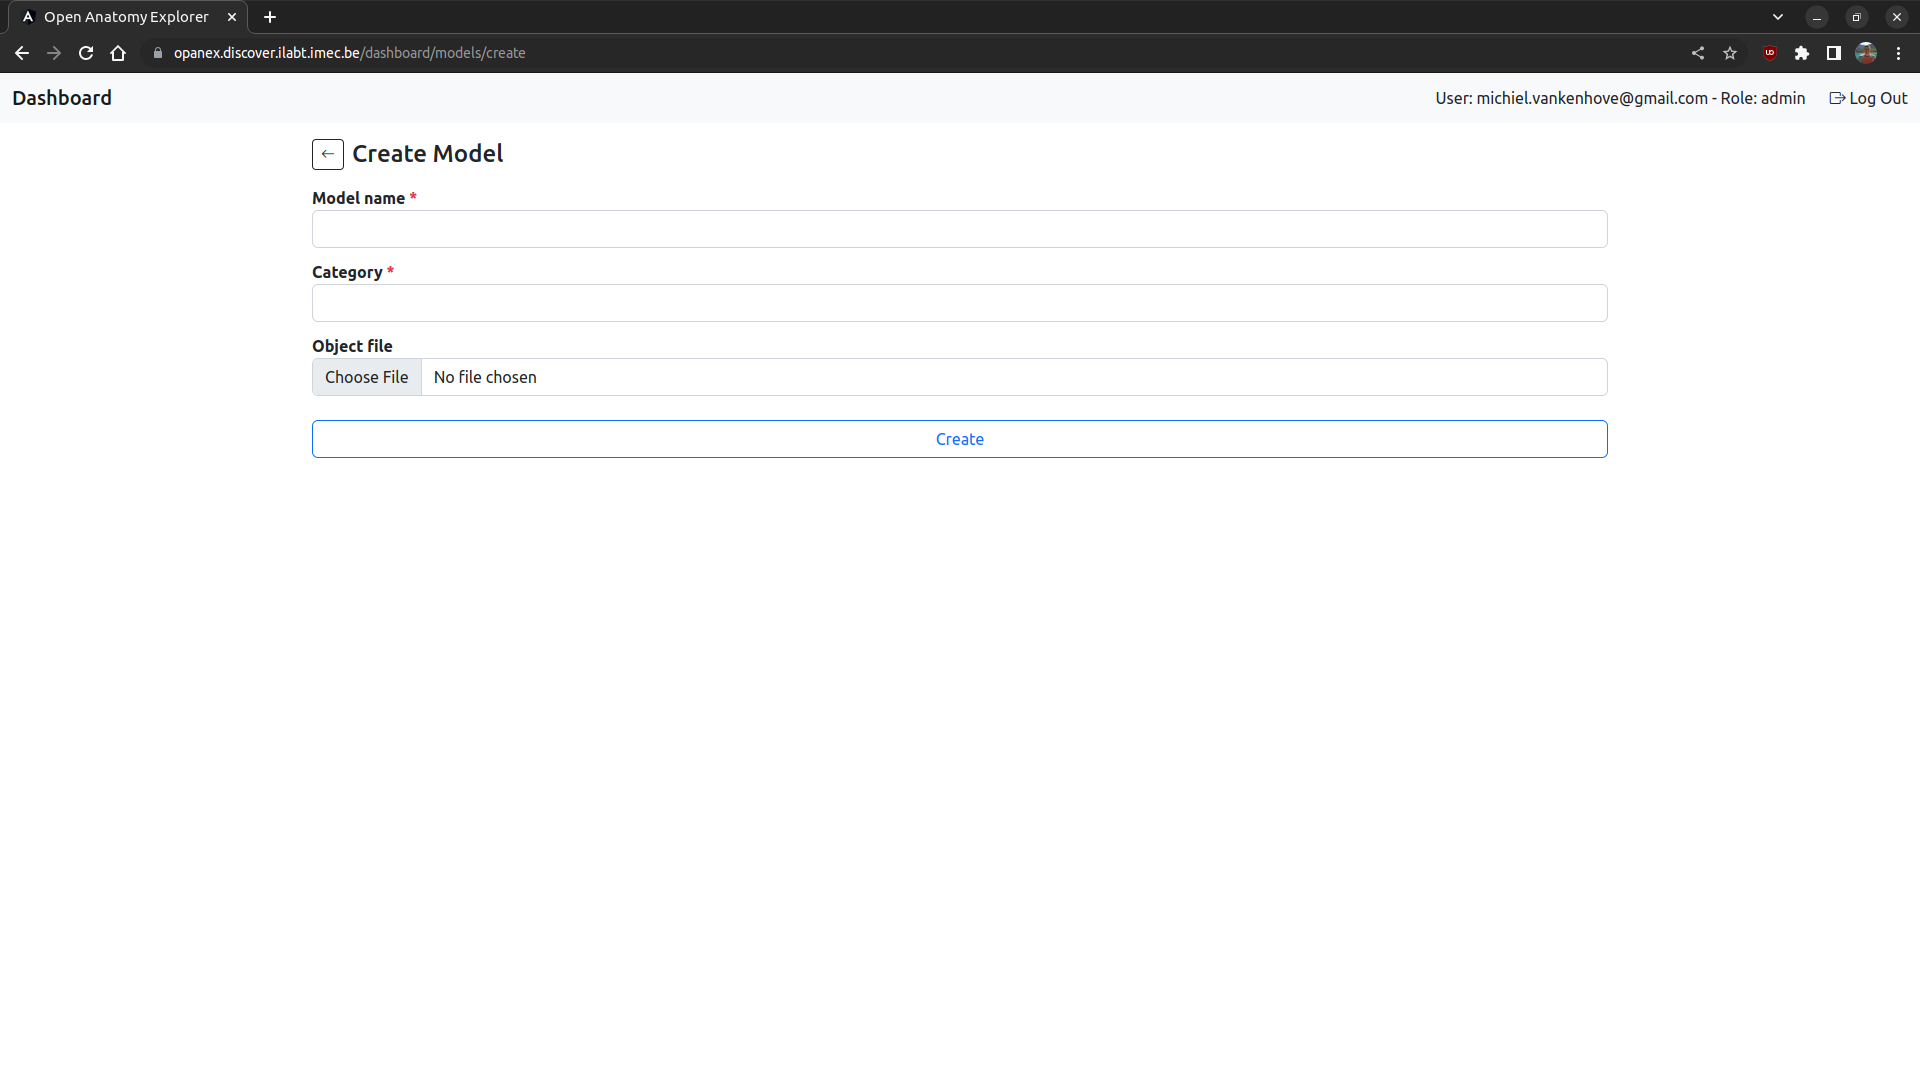 Open Anatomy Explorer
opanex.discover.ilabt.imec.be/dashboard/models/create
Dashboard
User: michiel.vankenhove@gmail.com - Role: admin
Log Out
Create Model
Model name *
Category *
Object file
Choose File
No file chosen
Create